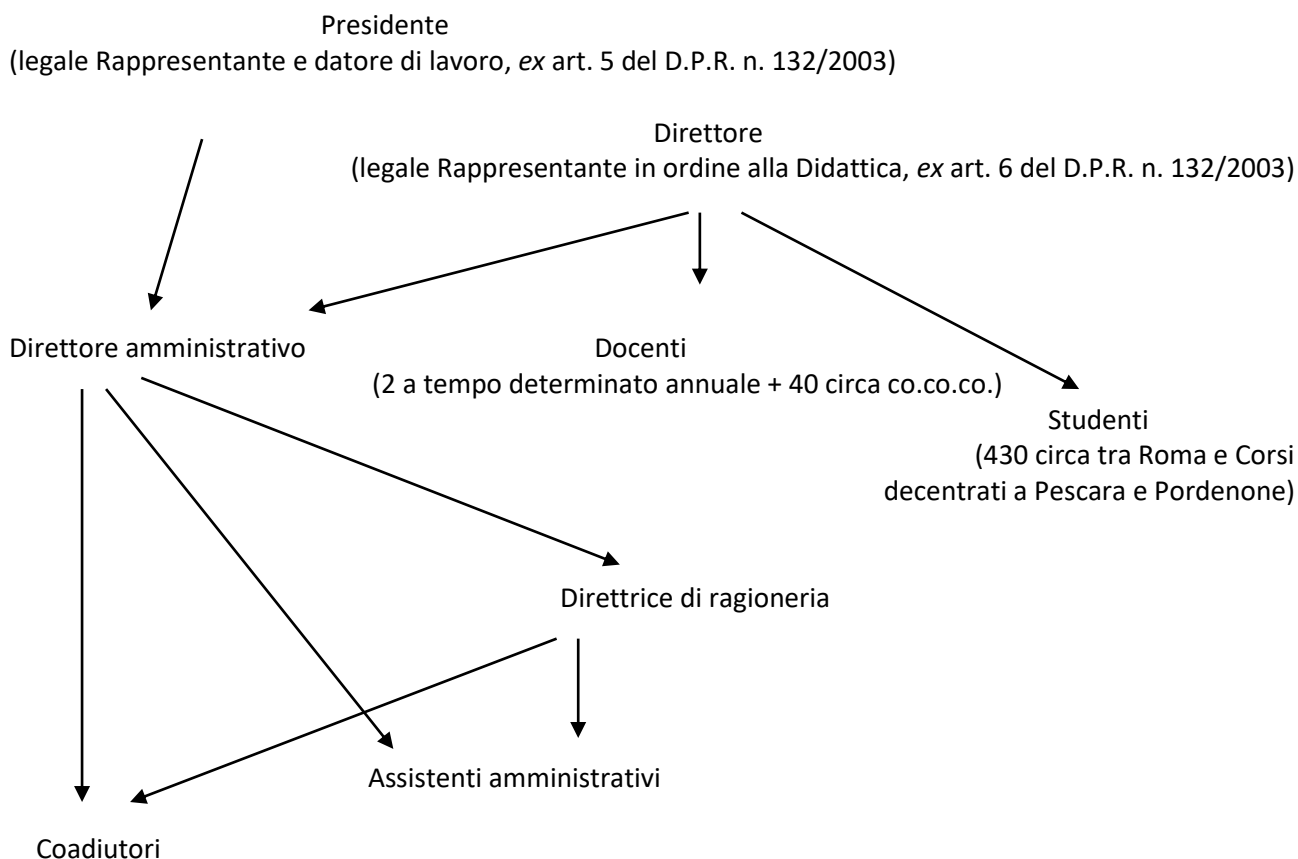 Presidente
(legale Rappresentante e datore di lavoro, ex art. 5 del D.P.R. n. 132/2003)
Direttore
(legale Rappresentante in ordine alla Didattica, ex art. 6 del D.P.R. n. 132/2003)
Direttore amministrativo
Docenti
(2 a tempo determinato annuale + 40 circa co.co.co.)
Studenti
(430 circa tra Roma e Corsi
decentrati a Pescara e Pordenone)
Direttrice di ragioneria
Assistenti amministrativi
Coadiutori